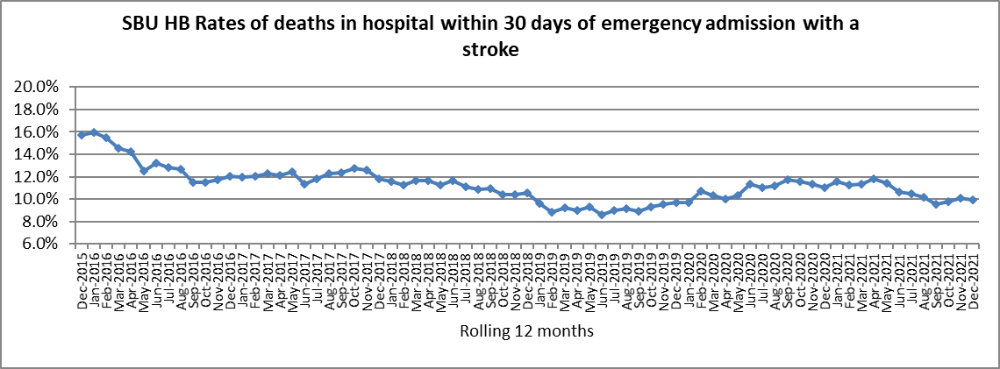 SBU HB Rates of deaths in hospital within 30 days of emergency admission with a
stroke
20.0%
18.0%
16.0%
14.0%
12.0%
10.0%
8.0%
6.0%
Dec-2015
Jan-2016
Feb-2016
Mar-2016
Apr-2016
May-2016
Jun-2016
Jul-2016
Aug-2016
Sep-2016
Oct-2016
Nov-2016
Dec-2016
Jan-2017
Feb-2017
Mar-2017
Apr-2017
May-2017
Jun-2017
Jul-2017
Aug-2017
Sep-2017
Oct-2017
Nov-2017
Dec-2017
Jan-2018
Feb-2018
Mar-2018
Apr-2018
May-2018
Jun-2018
Jul-2018
Aug-2018
Sep-2018
Oct-2018
Nov-2018
Dec-2018
Jan-2019
Feb-2019
Mar-2019
Apr-2019
May-2019
Jun-2019
Jul-2019
Aug-2019
Sep-2019
Oct-2019
Nov-2019
Dec-2019
Jan-2020
Feb-2020
Mar-2020
Apr-2020
May-2020
Jun-2020
Jul-2020
Aug-2020
Sep-2020
Oct-2020
Nov-2020
Dec-2020
Jan-2021
Feb-2021
Mar-2021
Apr-2021
May-2021
Jun-2021
Jul-2021
Aug-2021
Sep-2021
Oct-2021
Nov-2021
Dec-2021
Rolling 12 months